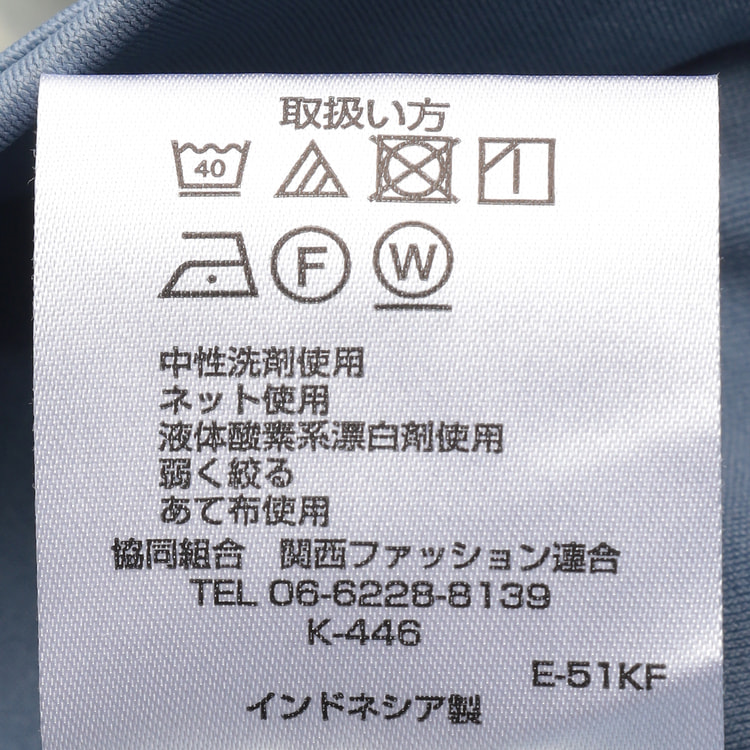 取扱い方
40
F W
中性洗剤使用
ネット使用
液体酸素系漂白剤使用
弱く絞る
あて布使用
協同組合 関西ファッション連合
TEL 06-6228-8139
K-446
E-51KF
インドネシア製